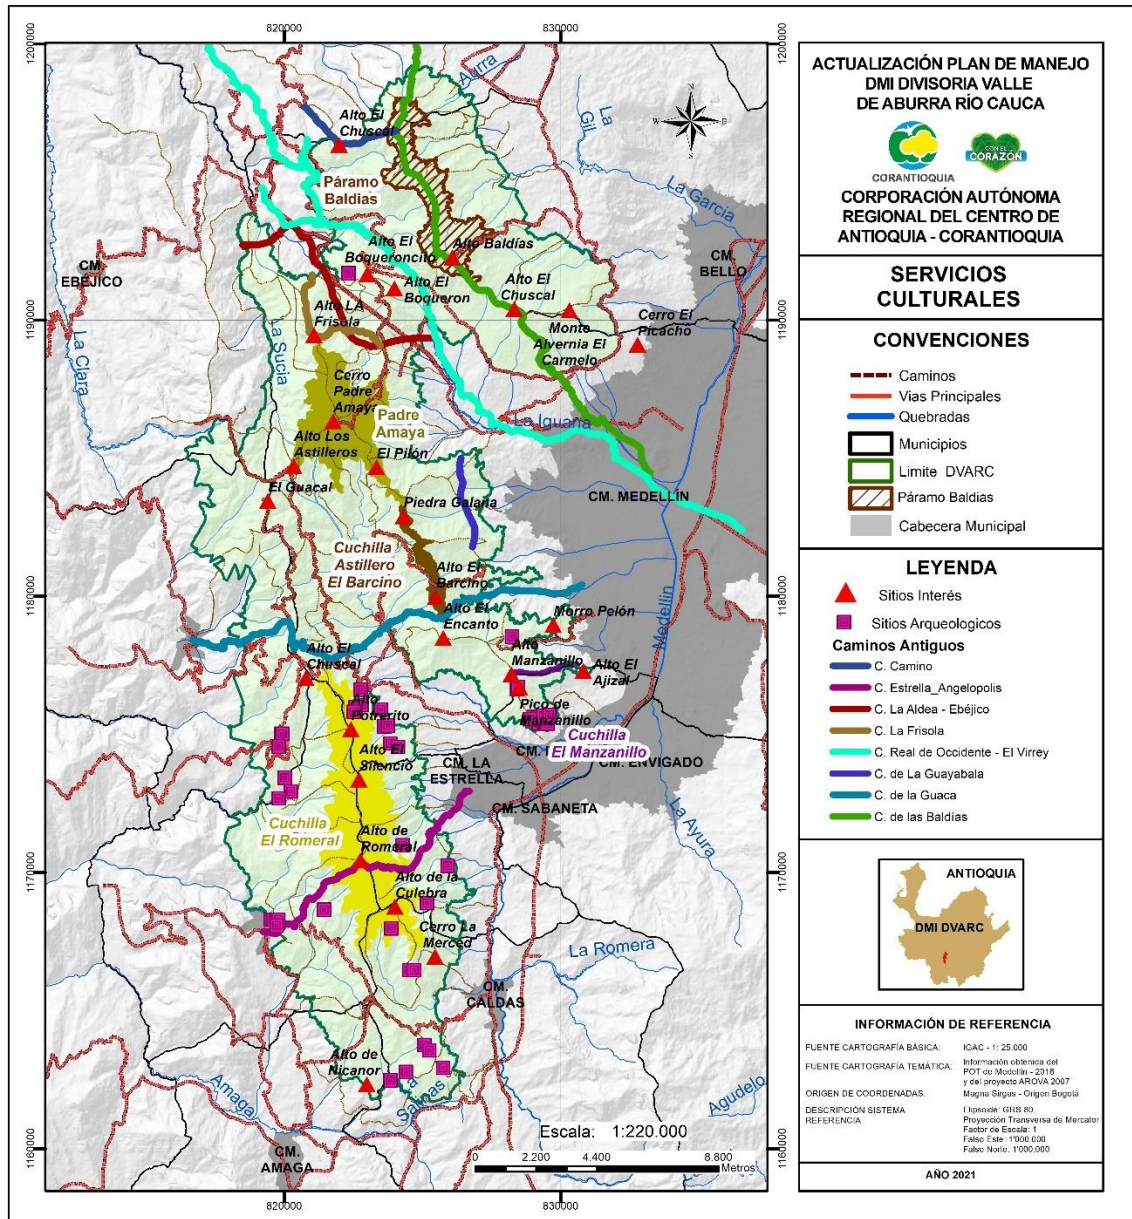 820000
830000
1200000
1200000
Aurra
La Gil
Alto El
Chuscal
La García
Páramo
Baldias
Alto El
Boqueroncito
Alto Baldías
CM.
EBÉJICO
CM.
BELLO
Alto El
Boqueron
Alto El
Chuscal
1190000
1190000
Alto LA
Frisola
Monte
Alvernia El
Carmelo
Cerro El
Picacho
La Clara
La Sucia
Cerro
Padre
Amaya
Padre
Amaya
La Iguaná
Alto Los
Astilleros
El Pilón
El Guacal
Piedra Galana
CM. MEDELLÍN
Cuchilla
Astillero
El Barcino
Alto El
Barcino
1180000
1180000
Alto El
Encanto
Morro Pelón
Medellin
Alto El
Chuscal
Alto
Manzanillo
Alto El
Ajizal
Alto
Potrerito
Pico de
Manzanillo
Cuchilla
El Manzanillo
Alto El
Silencio
CM. LA
ESTRELLA
CM. ENVIGADO
CM. SABANETA
Cuchilla
El Romeral
Alto de
Romeral
La Ayura
1170000
1170000
Alto de la
Culebra
Cerro La
Merced
La Romera
CM.
CALDAS
Alto de
Nicanor
Amaga
Salinas
Agudelo
Escala: 1:220.000
1160000
1160000
CM.
AMAGA
0 2.200 4.400 8.800
Metros
820000
830000
ACTUALIZACIÓN PLAN DE MANEJO
DMI DIVISORIA VALLE
DE ABURRA RÍO CAUCA
CORANTIOQUIA
CON EL
CORAZÓN
CORPORACIÓN AUTÓNOMA
REGIONAL DEL CENTRO DE
ANTIOQUIA - CORANTIOQUIA
SERVICIOS
CULTURALES
CONVENCIONES
Caminos
Vias Principales
Quebradas
Municipios
Limite DVARC
Páramo Baldias
Cabecera Municipal
LEYENDA
Sitios Interés
Sitios Arqueologicos
Caminos Antiguos
C. Camino
C. Estrella_Angelopolis
C. La Aldea - Ebéjico
C. La Frisola
C. Real de Occidente - El Virrey
C. de La Guayabala
C. de la Guaca
C. de las Baldías
ANTIOQUIA
DMI DVARC
INFORMACIÓN DE REFERENCIA
FUENTE CARTOGRAFÍA BÁSICA: IGAC - 1: 25.000
FUENTE CARTOGRAFÍA TEMÁTICA: Información obtenida del
POT de Medellín - 2016
y del proyecto AROVA 2007
ORIGEN DE COORDENADAS. Magna Sirgas - Origen Bogotá
DESCRIPCIÓN SISTEMA
REFERENCIA
Elipsoide: GRS 80
Proyección Transversa de Mercator
Factor de Escala: 1
Falso Este: 1'000.000
Falso Norte: 1'000.000
AÑO 2021